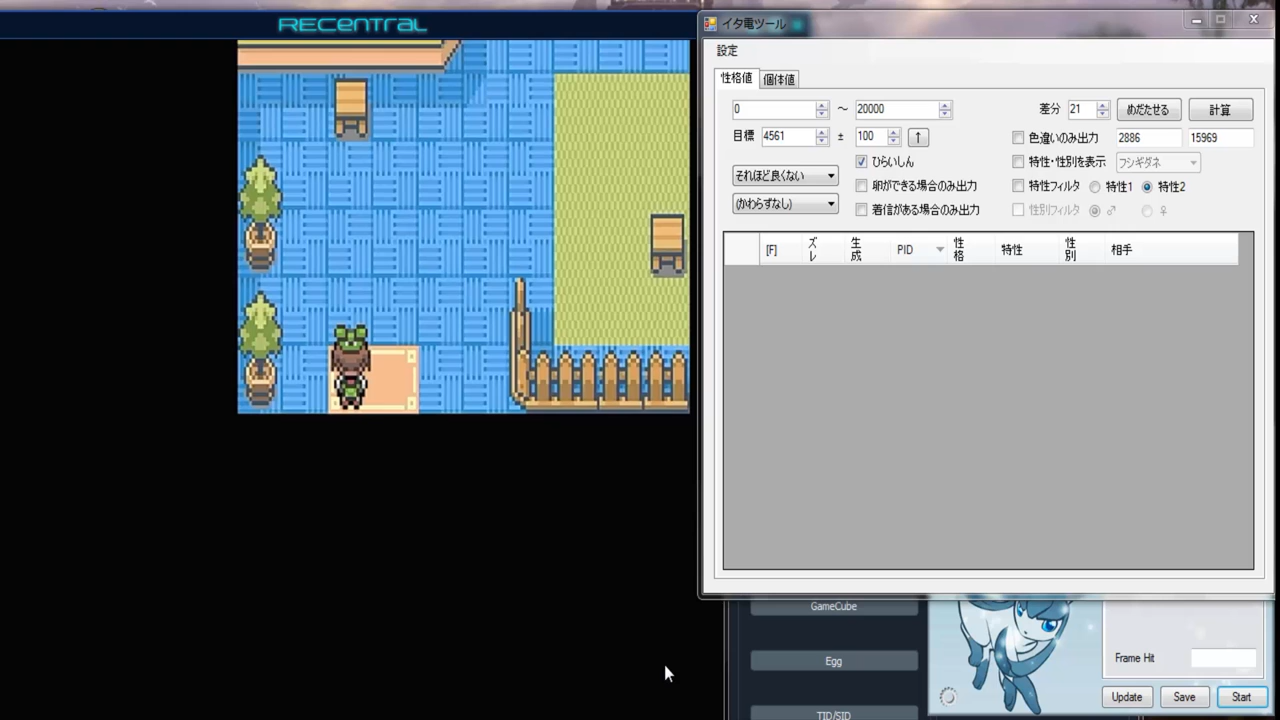 RECentral
イタ電ツール
設定
性格値 個体値
0 ～ 20000 差分 21 めだたせる 計算
目標 4561 ± 100 ↑ 色違いのみ出力 2886 15969
ひらいしん 特性・性別を表示 フシギダネ
それほど良くない 卵ができる場合のみ出力 特性フィルタ 特性1 特性2
(かわらずなし) 着信がある場合のみ出力 性別フィルタ ♂ ♀
[F] ズレ 生成 PID 性格 特性 性別 相手
GameCube
Egg
Frame Hit
Update Save Start
TID/SID